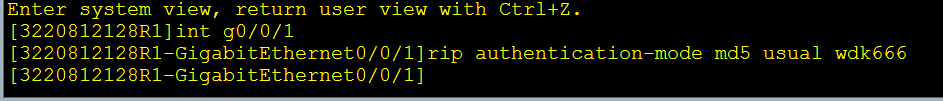 Enter system view, return user view with Ctrl+Z.
[3220812128R1]int g0/0/1
[3220812128R1-GigabitEthernet0/0/1]rip authentication-mode md5 usual wdk666
[3220812128R1-GigabitEthernet0/0/1]